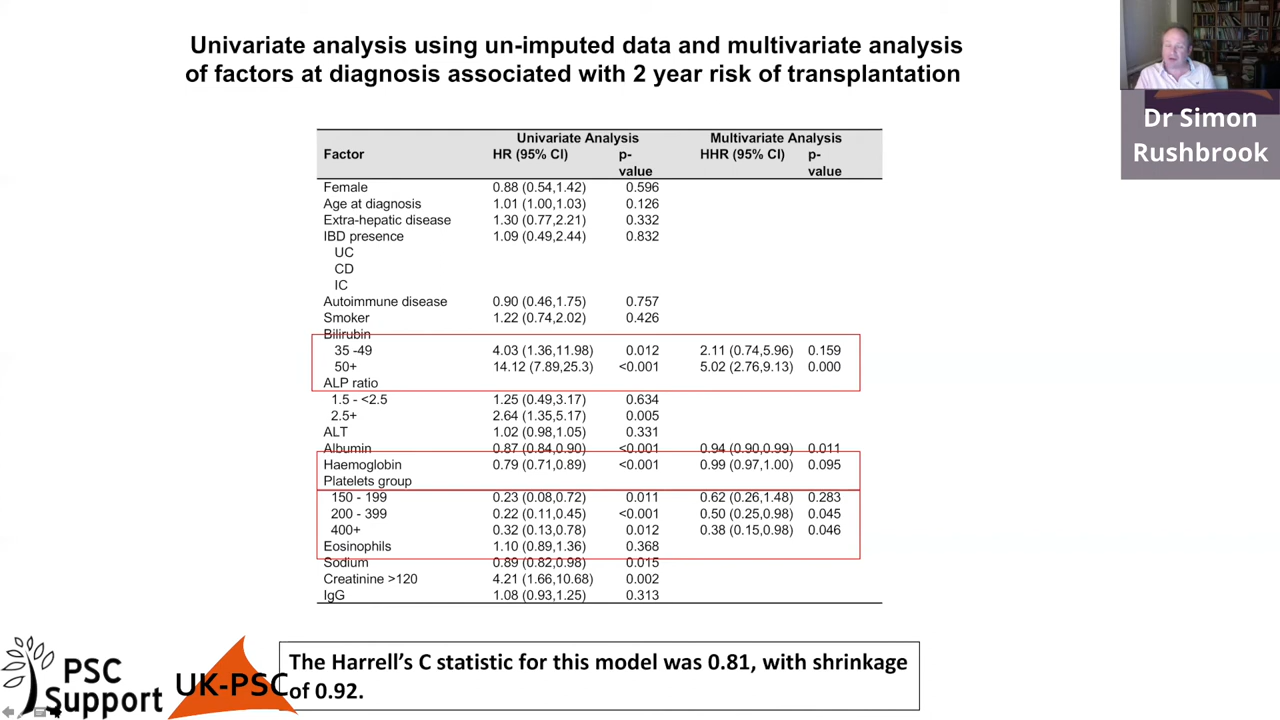 Univariate analysis using un-imputed data and multivariate analysis
of factors at diagnosis associated with 2 year risk of transplantation
Dr Simon
Rushbrook
Univariate Analysis Multivariate Analysis
Factor HR (95% CI) p-value HHR (95% CI) p-value
Female 0.88 (0.54,1.42) 0.596
Age at diagnosis 1.01 (1.00,1.03) 0.126
Extra-hepatic disease 1.30 (0.77,2.21) 0.332
IBD presence 1.09 (0.49,2.44) 0.832
UC
CD
IC
Autoimmune disease 0.90 (0.46,1.75) 0.757
Smoker 1.22 (0.74,2.02) 0.426
Bilirubin
35 -49 4.03 (1.36,11.98) 0.012 2.11 (0.74,5.96) 0.159
50+ 14.12 (7.89,25.3) <0.001 5.02 (2.76,9.13) 0.000
ALP ratio
1.5 - <2.5 1.25 (0.49,3.17) 0.634
2.5+ 2.64 (1.35,5.17) 0.005
ALT 1.02 (0.98,1.05) 0.331
Albumin 0.87 (0.84,0.90) <0.001 0.94 (0.90,0.99) 0.011
Haemoglobin 0.79 (0.71,0.89) <0.001 0.99 (0.97,1.00) 0.095
Platelets group
150 - 199 0.23 (0.08,0.72) 0.011 0.62 (0.26,1.48) 0.283
200 - 399 0.22 (0.11,0.45) <0.001 0.50 (0.25,0.98) 0.045
400+ 0.32 (0.13,0.78) 0.012 0.38 (0.15,0.98) 0.046
Eosinophils 1.10 (0.89,1.36) 0.368
Sodium 0.89 (0.82,0.98) 0.015
Creatinine >120 4.21 (1.66,10.68) 0.002
IgG 1.08 (0.93,1.25) 0.313
The Harrell’s C statistic for this model was 0.81, with shrinkage
of 0.92.
PSC
Support
UK-PSC